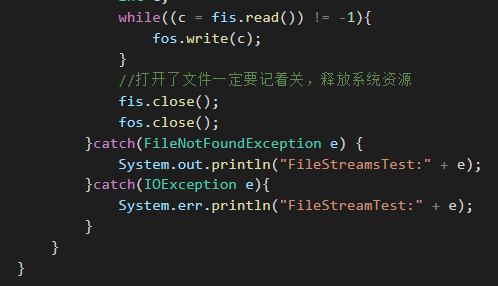 while((c = fis.read()) != -1){
fos.write(c);
}
//打开了文件一定要记着关，释放系统资源
fis.close();
fos.close();
}catch(FileNotFoundException e) {
System.out.println("FileStreamsTest:" + e);
}catch(IOException e){
System.err.println("FileStreamTest:" + e);
}
}
}